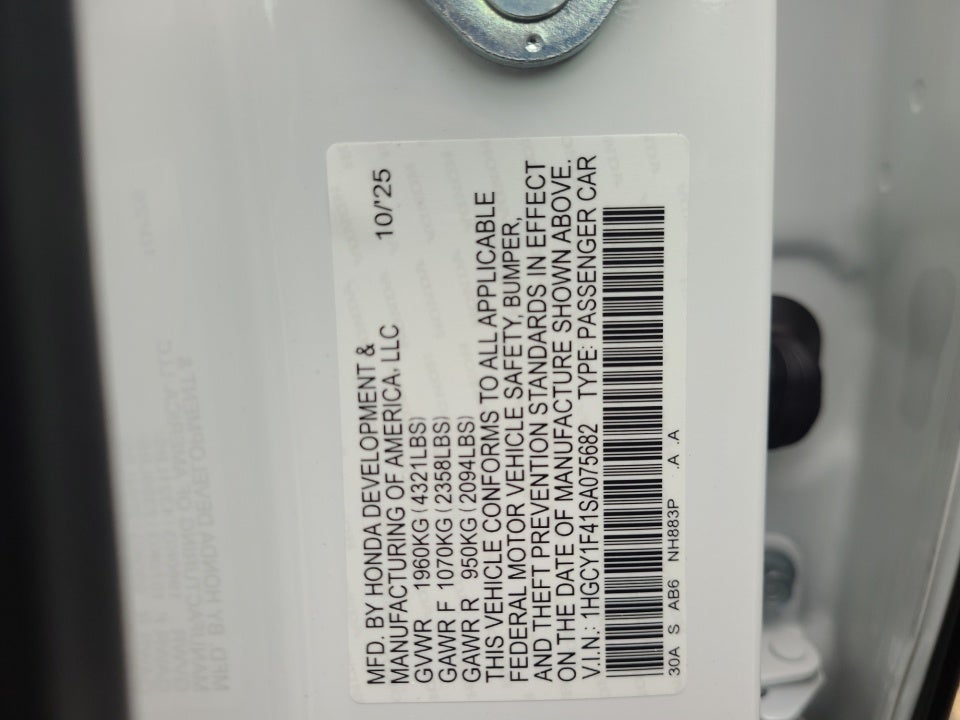 MFD. BY HONDA DEVELOPMENT &
MANUFACTURING OF AMERICA, LLC 10/'25
GVWR 1960KG (4321LBS)
GAWR F 1070KG (2358LBS)
GAWR R 950KG (2094LBS)
THIS VEHICLE CONFORMS TO ALL APPLICABLE
FEDERAL MOTOR VEHICLE SAFETY, BUMPER,
AND THEFT PREVENTION STANDARDS IN EFFECT
ON THE DATE OF MANUFACTURE SHOWN ABOVE.
V.I.N.: 1HGCY1F41SA075682 TYPE: PASSENGER CAR
30A S AB6 NH883P .A .A